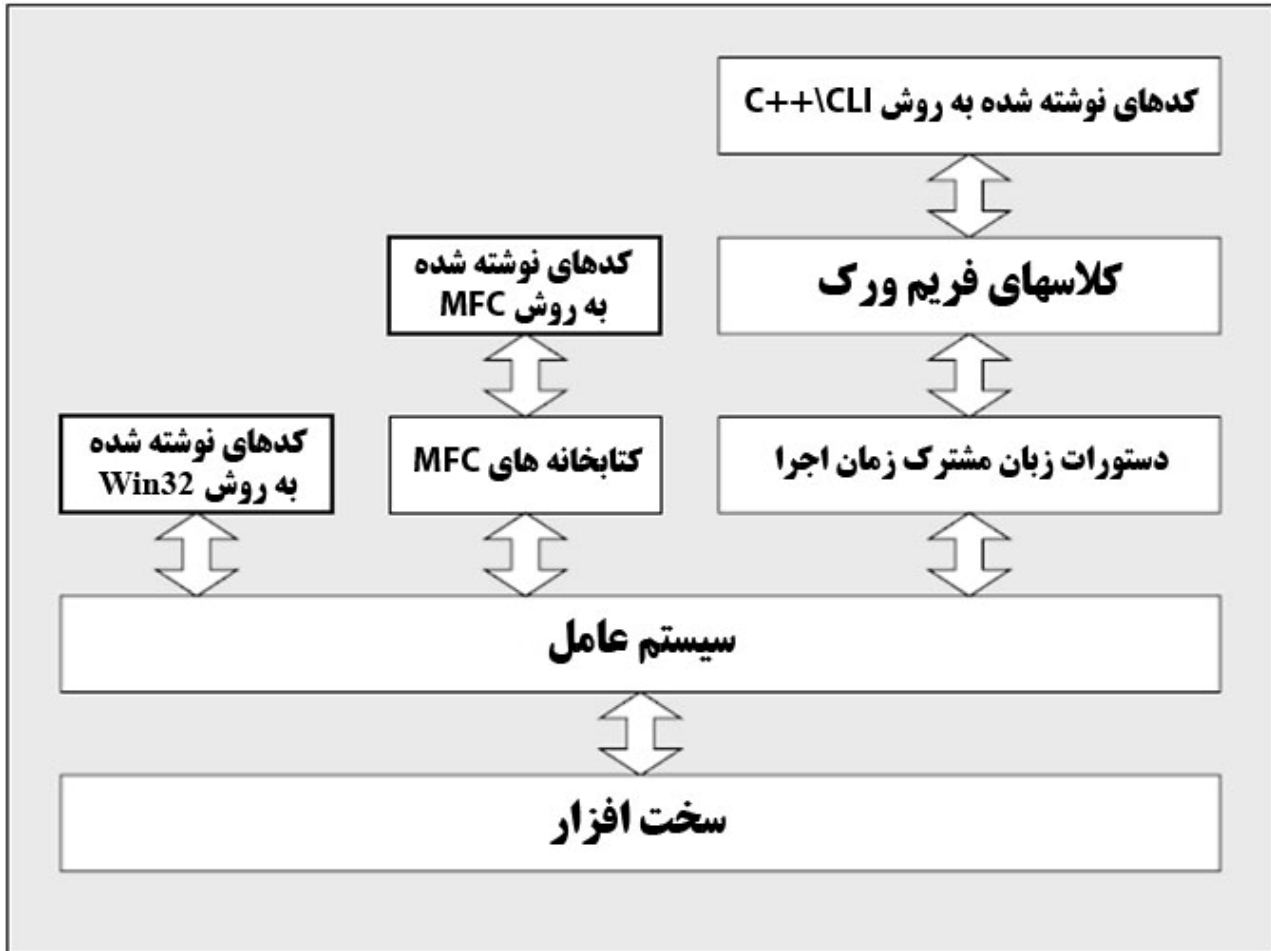 کدهای نوشته شده به روش C++\CLI
کلاسهای فریم ورک
کدهای نوشته شده
به روش MFC
دستورات زبان مشترک زمان اجرا
کتابخانه های MFC
کدهای نوشته شده
به روش Win32
سیستم عامل
سخت افزار